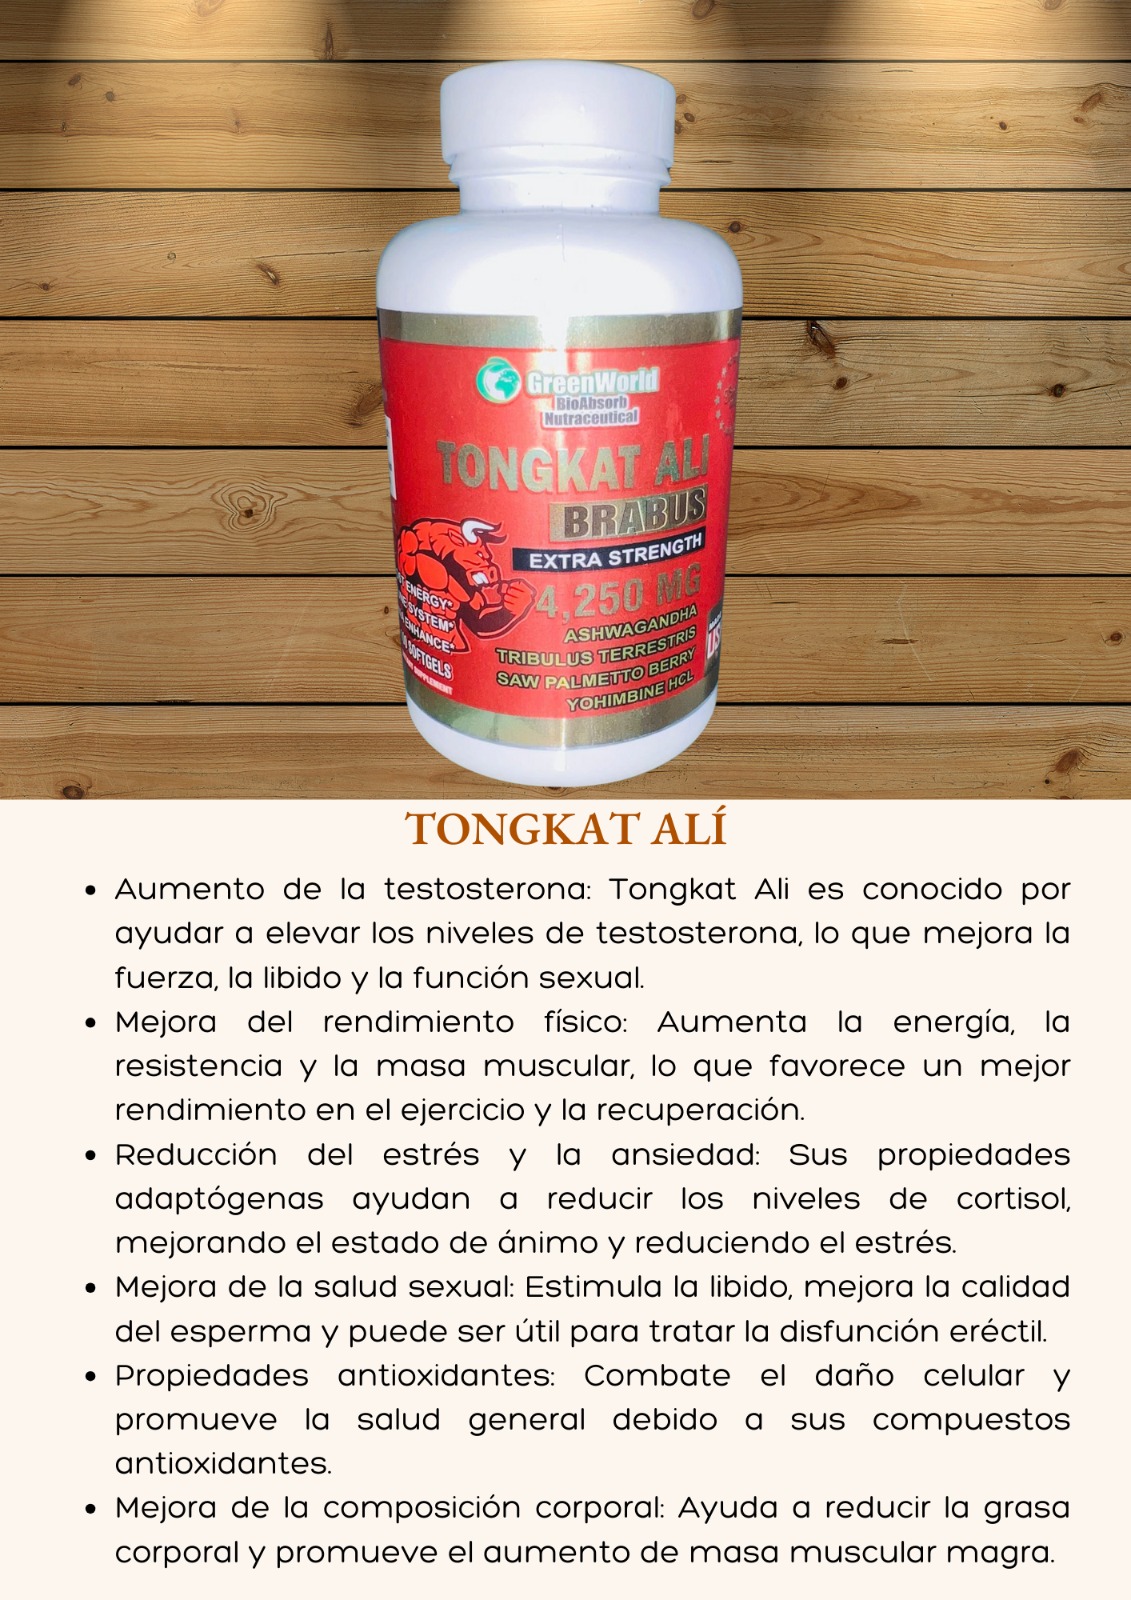 GreenWorld
BioAbsorb
Nutraceutical
TONGKAT ALI
BRABUS
EXTRA STRENGTH
4,250 MG
ASHWAGANDHA
TRIBULUS TERRESTRIS
SAW PALMETTO BERRY
YOHIMBINE HCL
ENERGY*
SYSTEM*
ENHANCE*
SOFTGELS
SUPPLEMENT
TONGKAT ALÍ
• Aumento de la testosterona: Tongkat Ali es conocido por
ayudar a elevar los niveles de testosterona, lo que mejora la
fuerza, la libido y la función sexual.
• Mejora del rendimiento físico: Aumenta la energía, la
resistencia y la masa muscular, lo que favorece un mejor
rendimiento en el ejercicio y la recuperación.
• Reducción del estrés y la ansiedad: Sus propiedades
adaptógenas ayudan a reducir los niveles de cortisol,
mejorando el estado de ánimo y reduciendo el estrés.
• Mejora de la salud sexual: Estimula la libido, mejora la calidad
del esperma y puede ser útil para tratar la disfunción eréctil.
• Propiedades antioxidantes: Combate el daño celular y
promueve la salud general debido a sus compuestos
antioxidantes.
• Mejora de la composición corporal: Ayuda a reducir la grasa
corporal y promueve el aumento de masa muscular magra.